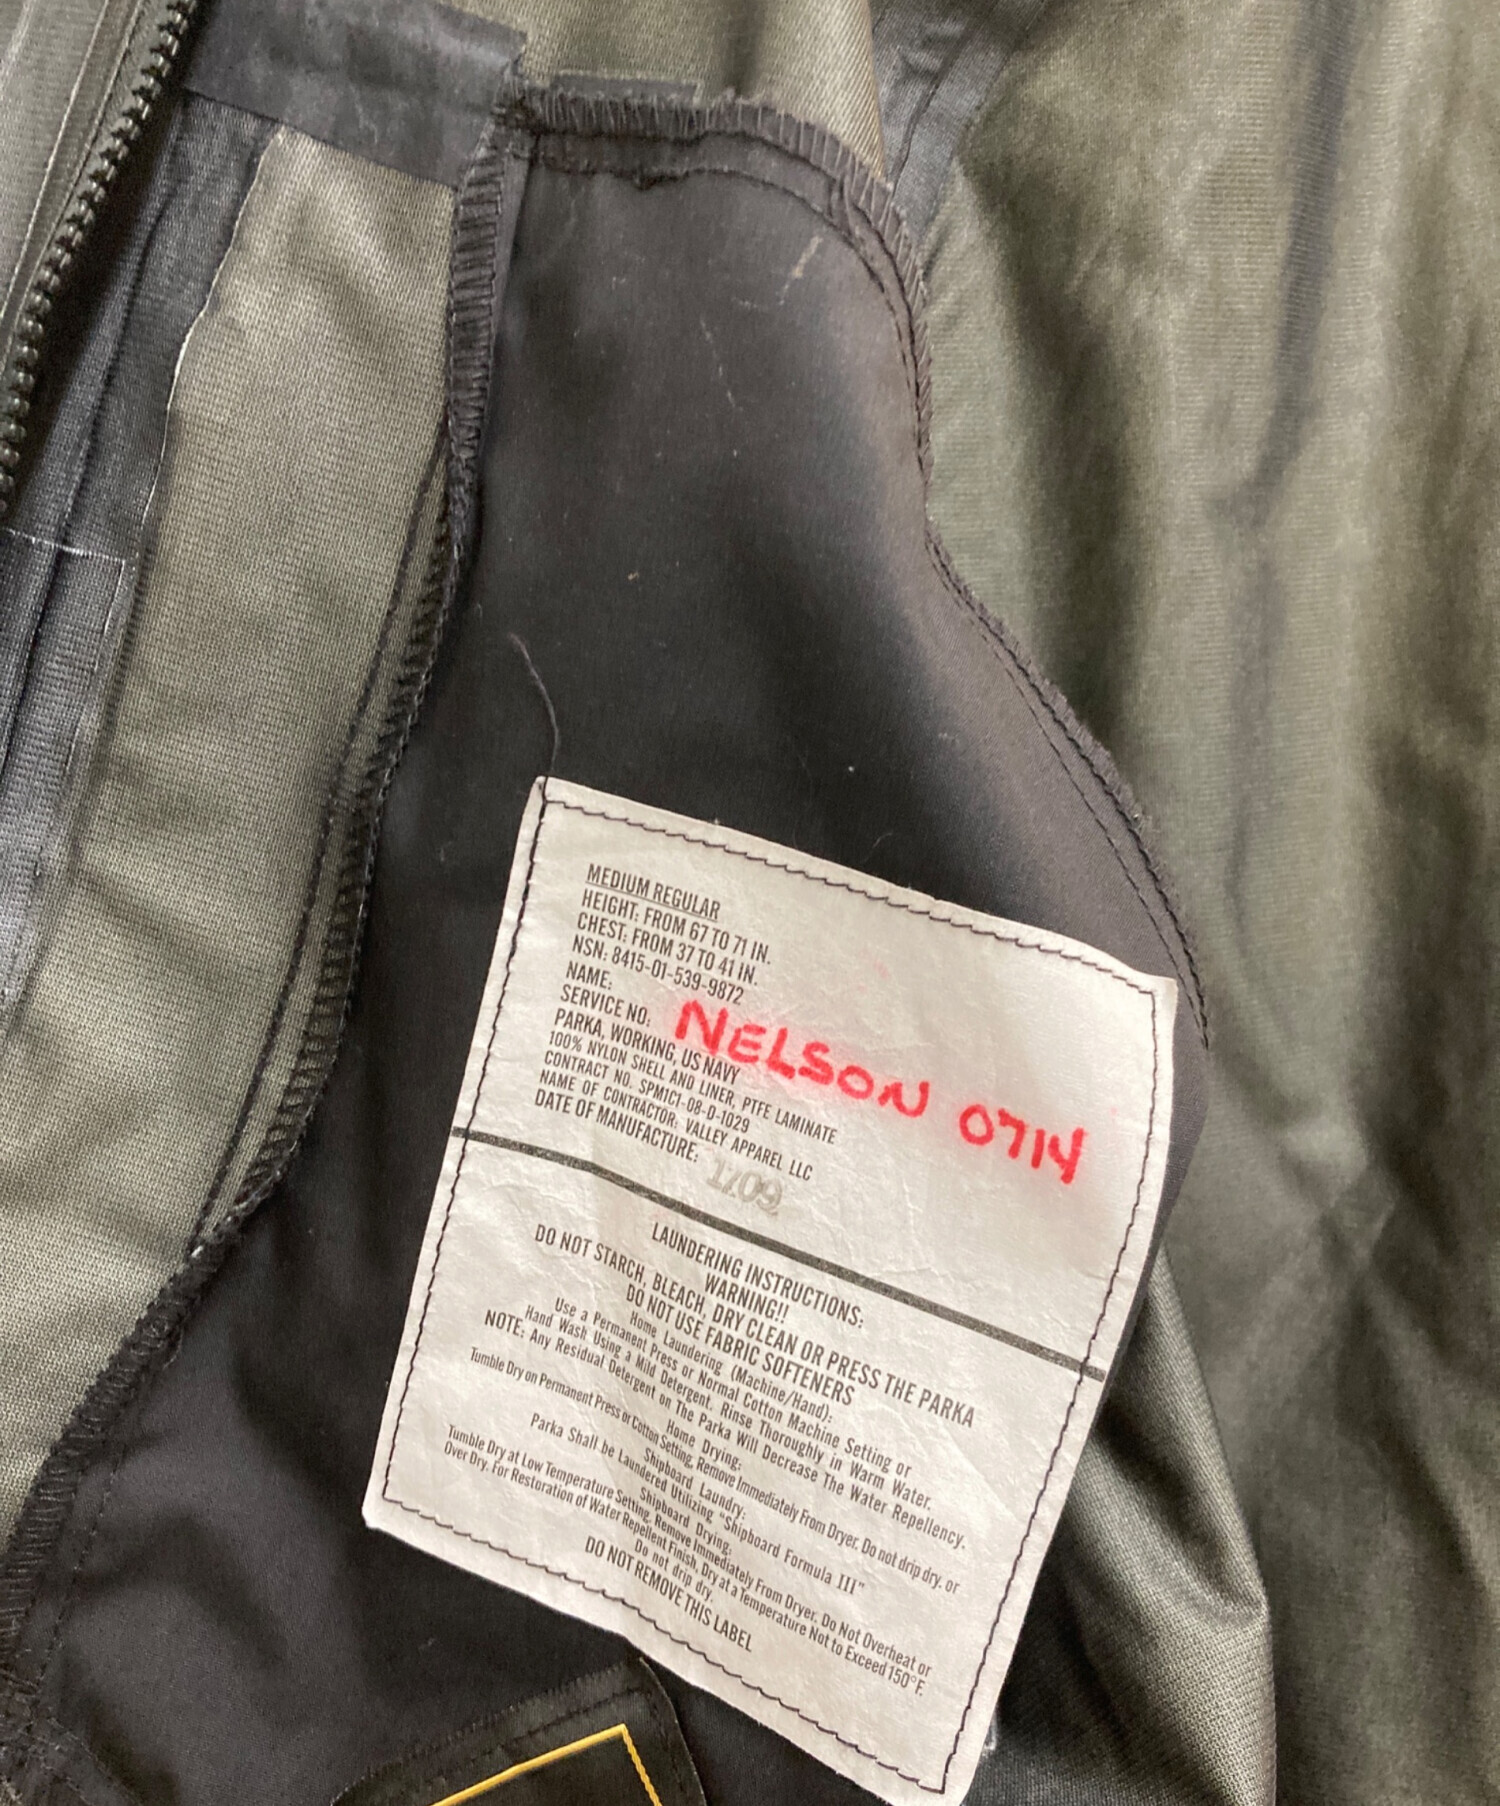 MEDIUM REGULAR
HEIGHT: FROM 67 TO 71 IN.
CHEST: FROM 37 TO 41 IN.
NSN: 8415-01-539-9872
NAME:
SERVICE NO:
NELSON 0714
PARKA, WORKING, US NAVY
100% NYLON SHELL AND LINER, PTFE LAMINATE
CONTRACT NO. SPM1C1-08-D-1029
NAME OF CONTRACTOR: VALLEY APPAREL LLC
DATE OF MANUFACTURE: 1/09
LAUNDERING INSTRUCTIONS:
WARNING!!
DO NOT STARCH, BLEACH, DRY CLEAN OR PRESS THE PARKA
DO NOT USE FABRIC SOFTENERS
Home Laundering (Machine/Hand):
Use a Permanent Press or Normal Cotton Machine Setting or
Hand Wash Using a Mild Detergent. Rinse Thoroughly in Warm Water.
NOTE: Any Residual Detergent on The Parka Will Decrease The Water Repellency.
Home Drying:
Tumble Dry on Permanent Press or Cotton Setting, Remove Immediately From Dryer. Do not drip dry. or
Shipboard Laundry:
Parka Shall be Laundered Utilizing "Shipboard Formula III"
Shipboard Drying:
Tumble Dry at Low Temperature Setting. Remove Immediately From Dryer. Do Not Overheat or
Over Dry. For Restoration of Water Repellent Finish, Dry at a Temperature Not to Exceed 150°F.
Do not drip dry.
DO NOT REMOVE THIS LABEL